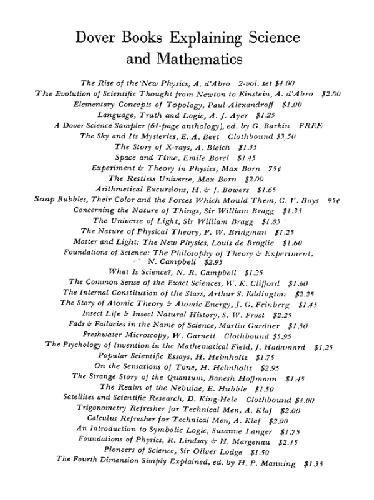 Dover Books Explaining Science
and Mathematics
The Rise of the New Physics, A. d'Abro 2-vol. set $4.00
The Evolution of Scientific Thought from Newton to Einstein, A. d'Abro $2.00
Elementary Concepts of Topology, Paul Alexandroff $1.00
Language, Truth and Logic, A. J. Ayer $1.25
A Dover Science Sampler (64-page anthology), ed. by G. Barkin FREE
The Sky and Its Mysteries, E. A. Beet Clothbound $3.50
The Story of X-rays, A. Bleich $1.35
Space and Time, Emile Borel $1.45
Experiment & Theory in Physics, Max Born 75¢
The Restless Universe, Max Born $2.00
Arithmetical Excursions, H. & J. Bowers $1.65
Soap Bubbles, Their Color and the Forces Which Mould Them, C. V. Boys 95¢
Concerning the Nature of Things, Sir William Bragg $1.35
The Universe of Light, Sir William Bragg $1.85
The Nature of Physical Theory, P. W. Bridgman $1.25
Matter and Light: The New Physics, Louis de Broglie $1.60
Foundations of Science: The Philosophy of Theory & Experiment,
N. Campbell $2.95
What Is Science?, N. R. Campbell $1.25
The Common Sense of the Exact Sciences, W. K. Clifford $1.60
The Internal Constitution of the Stars, Arthur S. Eddington $2.25
The Story of Atomic Theory & Atomic Energy, J. G. Feinberg $1.45
Insect Life & Insect Natural History, S. W. Frost $2.25
Fads & Fallacies in the Name of Science, Martin Gardner $1.50
Freshwater Microscopy, W. Garnett Clothbound $3.95
The Psychology of Invention in the Mathematical Field, J. Hadamard $1.25
Popular Scientific Essays, H. Helmholtz $1.75
On the Sensations of Tone, H. Helmholtz $2.95
The Strange Story of the Quantum, Banesh Hoffmann $1.45
The Realm of the Nebulae, E. Hubble $1.50
Satellites and Scientific Research, D. King-Hele Clothbound $4.00
Trigonometry Refresher for Technical Men, A. Klaf $2.00
Calculus Refresher for Technical Men, A. Klaf $2.00
An Introduction to Symbolic Logic, Susanne Langer $1.75
Foundations of Physics, R. Lindsay & H. Margenau $2.45
Pioneers of Science, Sir Oliver Lodge $1.50
The Fourth Dimension Simply Explained, ed. by H. P. Manning $1.35